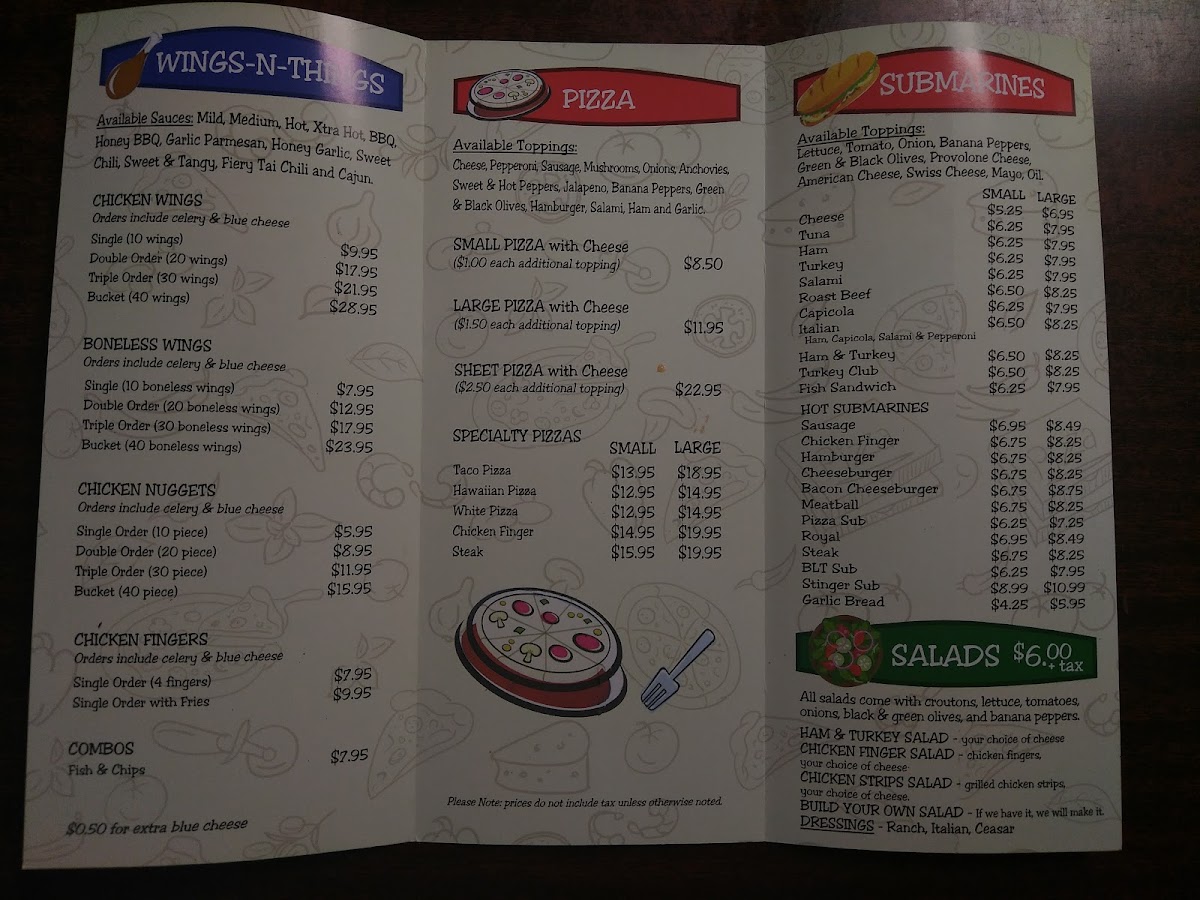 WINGS-N-THINGS
Available Sauces: Mild, Medium, Hot, Xtra Hot, BBQ,
Honey BBQ, Garlic Parmesan, Honey Garlic, Sweet
Chili, Sweet & Tangy, Fiery Tai Chili and Cajun.
CHICKEN WINGS
Orders include celery & blue cheese
Single (10 wings) $9.95
Double Order (20 wings) $17.95
Triple Order (30 wings) $21.95
Bucket (40 wings) $28.95
BONELESS WINGS
Orders include celery & blue cheese
Single (10 boneless wings) $7.95
Double Order (20 boneless wings) $12.95
Triple Order (30 boneless wings) $17.95
Bucket (40 boneless wings) $23.95
CHICKEN NUGGETS
Orders include celery & blue cheese
Single Order (10 piece) $5.95
Double Order (20 piece) $8.95
Triple Order (30 piece) $11.95
Bucket (40 piece) $15.95
CHICKEN FINGERS
Orders include celery & blue cheese
Single Order (4 fingers) $7.95
Single Order with Fries $9.95
COMBOS
Fish & Chips $7.95
$0.50 for extra blue cheese
PIZZA
Available Toppings:
Cheese, Pepperoni, Sausage, Mushrooms, Onions, Anchovies,
Sweet & Hot Peppers, Jalapeno, Banana Peppers, Green
& Black Olives, Hamburger, Salami, Ham and Garlic.
SMALL PIZZA with Cheese
($1.00 each additional topping) $8.50
LARGE PIZZA with Cheese
($1.50 each additional topping) $11.95
SHEET PIZZA with Cheese
($2.50 each additional topping) $22.95
SPECIALTY PIZZAS
SMALL LARGE
Taco Pizza $13.95 $18.95
Hawaiian Pizza $12.95 $14.95
White Pizza $12.95 $14.95
Chicken Finger $14.95 $19.95
Steak $15.95 $19.95
Please Note: prices do not include tax unless otherwise noted.
SUBMARINES
Available Toppings:
Lettuce, Tomato, Onion, Banana Peppers,
Green & Black Olives, Provolone Cheese,
American Cheese, Swiss Cheese, Mayo, Oil.
SMALL LARGE
Cheese $5.25 $6.95
Tuna $6.25 $7.95
Ham $6.25 $7.95
Turkey $6.25 $7.95
Salami $6.25 $7.95
Roast Beef $6.50 $8.25
Capicola $6.25 $7.95
Italian $6.50 $8.25
Ham, Capicola, Salami & Pepperoni
Ham & Turkey $6.50 $8.25
Turkey Club $6.50 $8.25
Fish Sandwich $6.25 $7.95
HOT SUBMARINES
Sausage $6.95 $8.49
Chicken Finger $6.75 $8.25
Hamburger $6.75 $8.25
Cheeseburger $6.75 $8.25
Bacon Cheeseburger $6.75 $8.75
Meatball $6.75 $8.25
Pizza Sub $6.25 $7.25
Royal $6.95 $8.49
Steak $6.75 $8.25
BLT Sub $6.25 $7.95
Stinger Sub $8.99 $10.99
Garlic Bread $4.25 $5.95
SALADS $6.00 + tax
All salads come with croutons, lettuce, tomatoes,
onions, black & green olives, and banana peppers.
HAM & TURKEY SALAD - your choice of cheese
CHICKEN FINGER SALAD - chicken fingers,
your choice of cheese.
CHICKEN STRIPS SALAD - grilled chicken strips,
your choice of cheese.
BUILD YOUR OWN SALAD - If we have it, we will make it.
DRESSINGS - Ranch, Italian, Ceasar